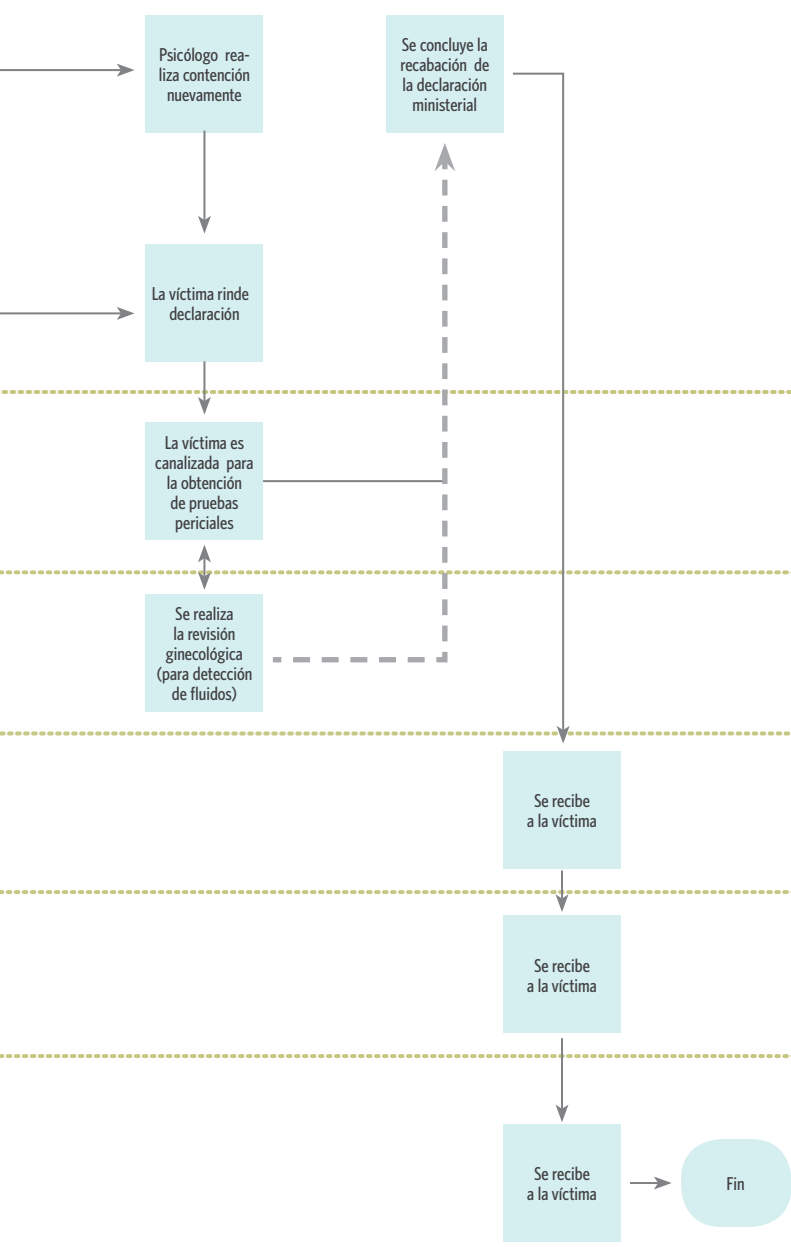 Psicólogo rea-
liza contención
nuevamente
Se concluye la
recabación de
la declaración
ministerial
La víctima rinde
declaración
La víctima es
canalizada para
la obtención
de pruebas
periciales
Se realiza
la revisión
ginecológica
(para detección
de fluidos)
Se recibe
a la víctima
Se recibe
a la víctima
Se recibe
a la víctima
Fin